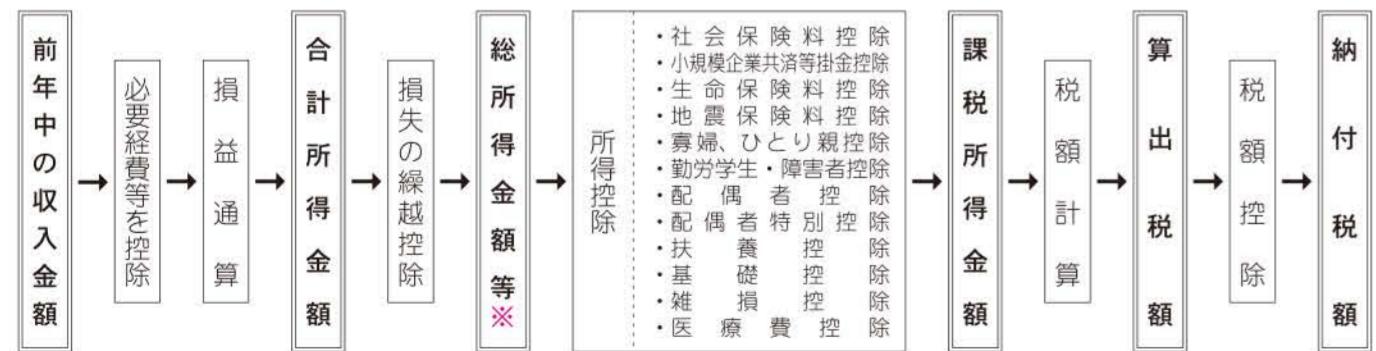 前年中の収入金額
→
必要経費等を控除
→
損益通算
→
合計所得金額
→
損失の繰越控除
→
総所得金額等※
→
所得控除
・社会保険料控除
・小規模企業共済等掛金控除
・生命保険料控除
・地震保険料控除
・寡婦、ひとり親控除
・勤労学生・障害者控除
・配偶者控除
・配偶者特別控除
・扶養控除
・基礎控除
・雑損控除
・医療費控除
→
課税所得金額
→
税額計算
→
算出税額
→
税額控除
→
納付税額